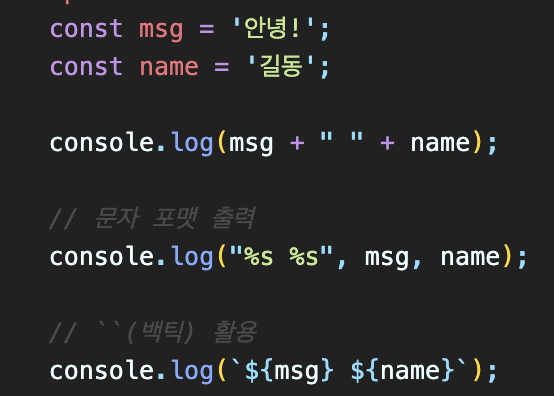 const msg = '안녕!';
const name = '길동';
console.log(msg + " " + name);
// 문자 포맷 출력
console.log("%s %s", msg, name);
// ``(백틱) 활용
console.log(`${msg} ${name}`);